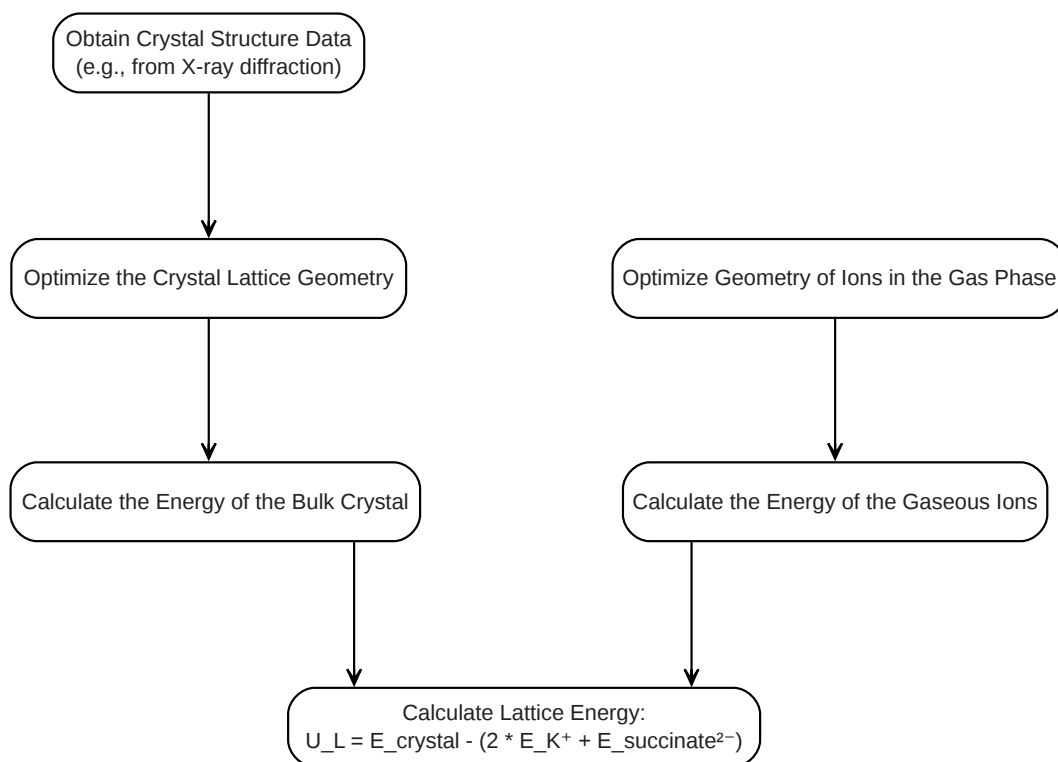 Obtain Crystal Structure Data
(e.g., from X-ray diffraction)
Optimize the Crystal Lattice Geometry
Optimize Geometry of Ions in the Gas Phase
Calculate the Energy of the Bulk Crystal
Calculate the Energy of the Gaseous Ions
Calculate Lattice Energy:
U_L = E_crystal - (2 * E_K⁺ + E_succinate²⁻)